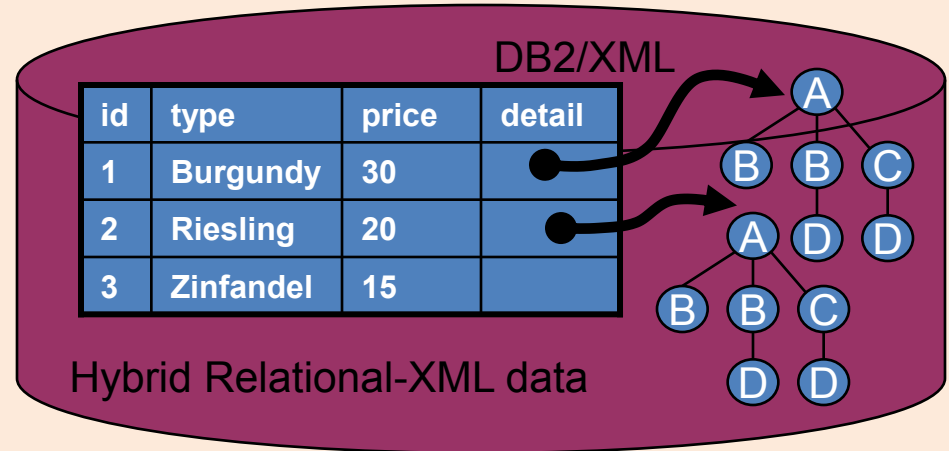 DB2/XML
id type price detail
1 Burgundy 30
2 Riesling 20
3 Zinfandel 15
A
B B C
D D
A
B B C
D D
Hybrid Relational-XML data